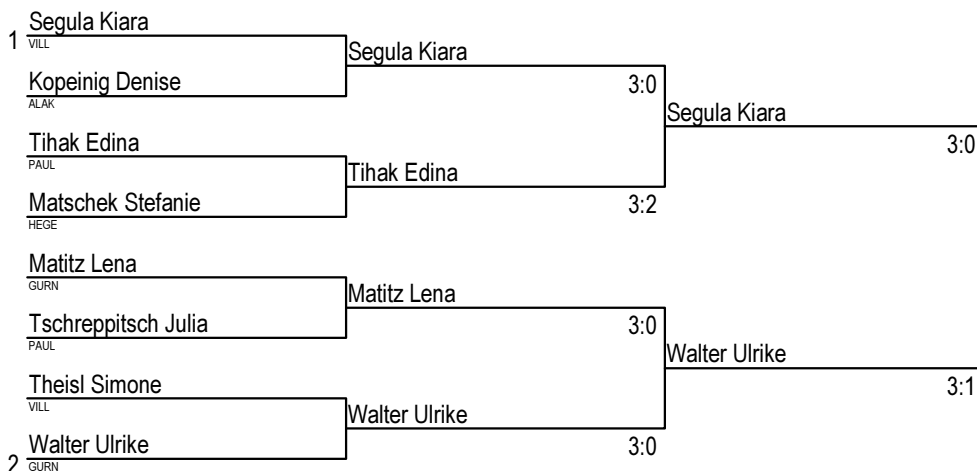 1 Segula Kiara
VILL
Segula Kiara
Kopeinig Denise
3:0
ALAK
Segula Kiara
Tihak Edina
3:0
PAUL
Tihak Edina
Matschek Stefanie
3:2
HEGE
Matitz Lena
GURN
Matitz Lena
Tschreppitsch Julia
3:0
PAUL
Walter Ulrike
Theisl Simone
3:1
VILL
Walter Ulrike
Walter Ulrike
3:0
2 GURN